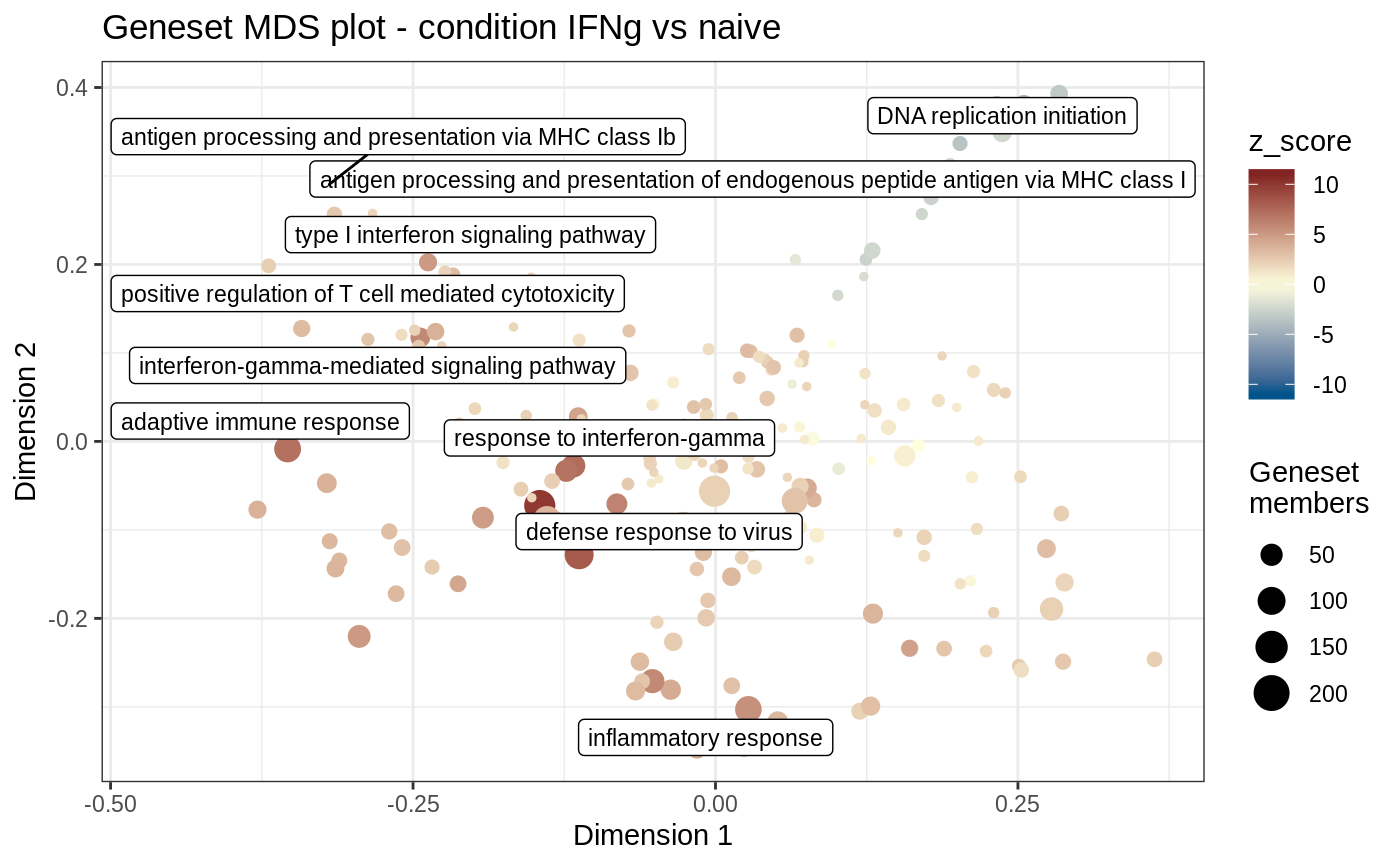 Geneset MDS plot - condition IFNg vs naive
0.4
0.2
0.0
-0.2
Dimension 2
DNA replication initiation
antigen processing and presentation via MHC class Ib
antigen processing and presentation of endogenous peptide antigen via MHC class I
type I interferon signaling pathway
positive regulation of T cell mediated cytotoxicity
interferon-gamma-mediated signaling pathway
adaptive immune response
response to interferon-gamma
defense response to virus
inflammatory response
-0.50
-0.25
0.00
0.25
Dimension 1
z_score
10
5
0
-5
-10
Geneset
members
50
100
150
200